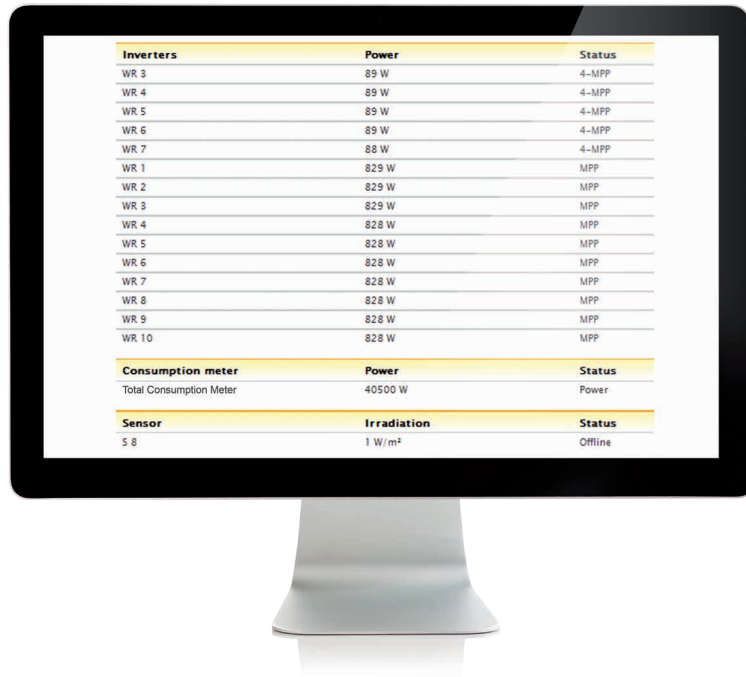 Inverters Power Status
WR 3 89 W 4-MPP
WR 4 89 W 4-MPP
WR 5 89 W 4-MPP
WR 6 89 W 4-MPP
WR 7 88 W 4-MPP
WR 1 829 W MPP
WR 2 829 W MPP
WR 3 829 W MPP
WR 4 828 W MPP
WR 5 828 W MPP
WR 6 828 W MPP
WR 7 828 W MPP
WR 8 828 W MPP
WR 9 828 W MPP
WR 10 828 W MPP
Consumption meter Power Status
Total Consumption Meter 40500 W Power
Sensor Irradiation Status
S 8 1 W/m² Offline